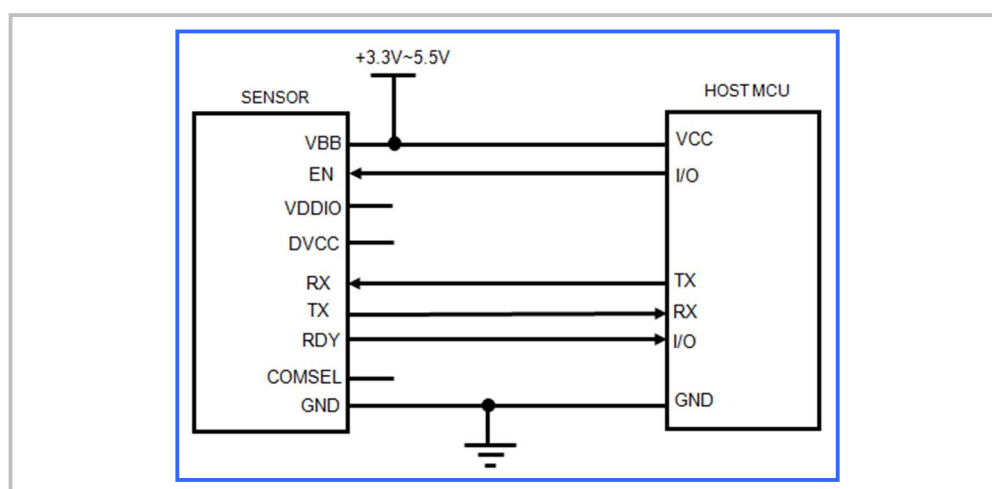 +3.3V~5.5V
SENSOR
HOST MCU
VBB
VCC
EN
I/O
VDDIO
DVCC
RX
TX
TX
RX
RDY
I/O
COMSEL
GND
GND